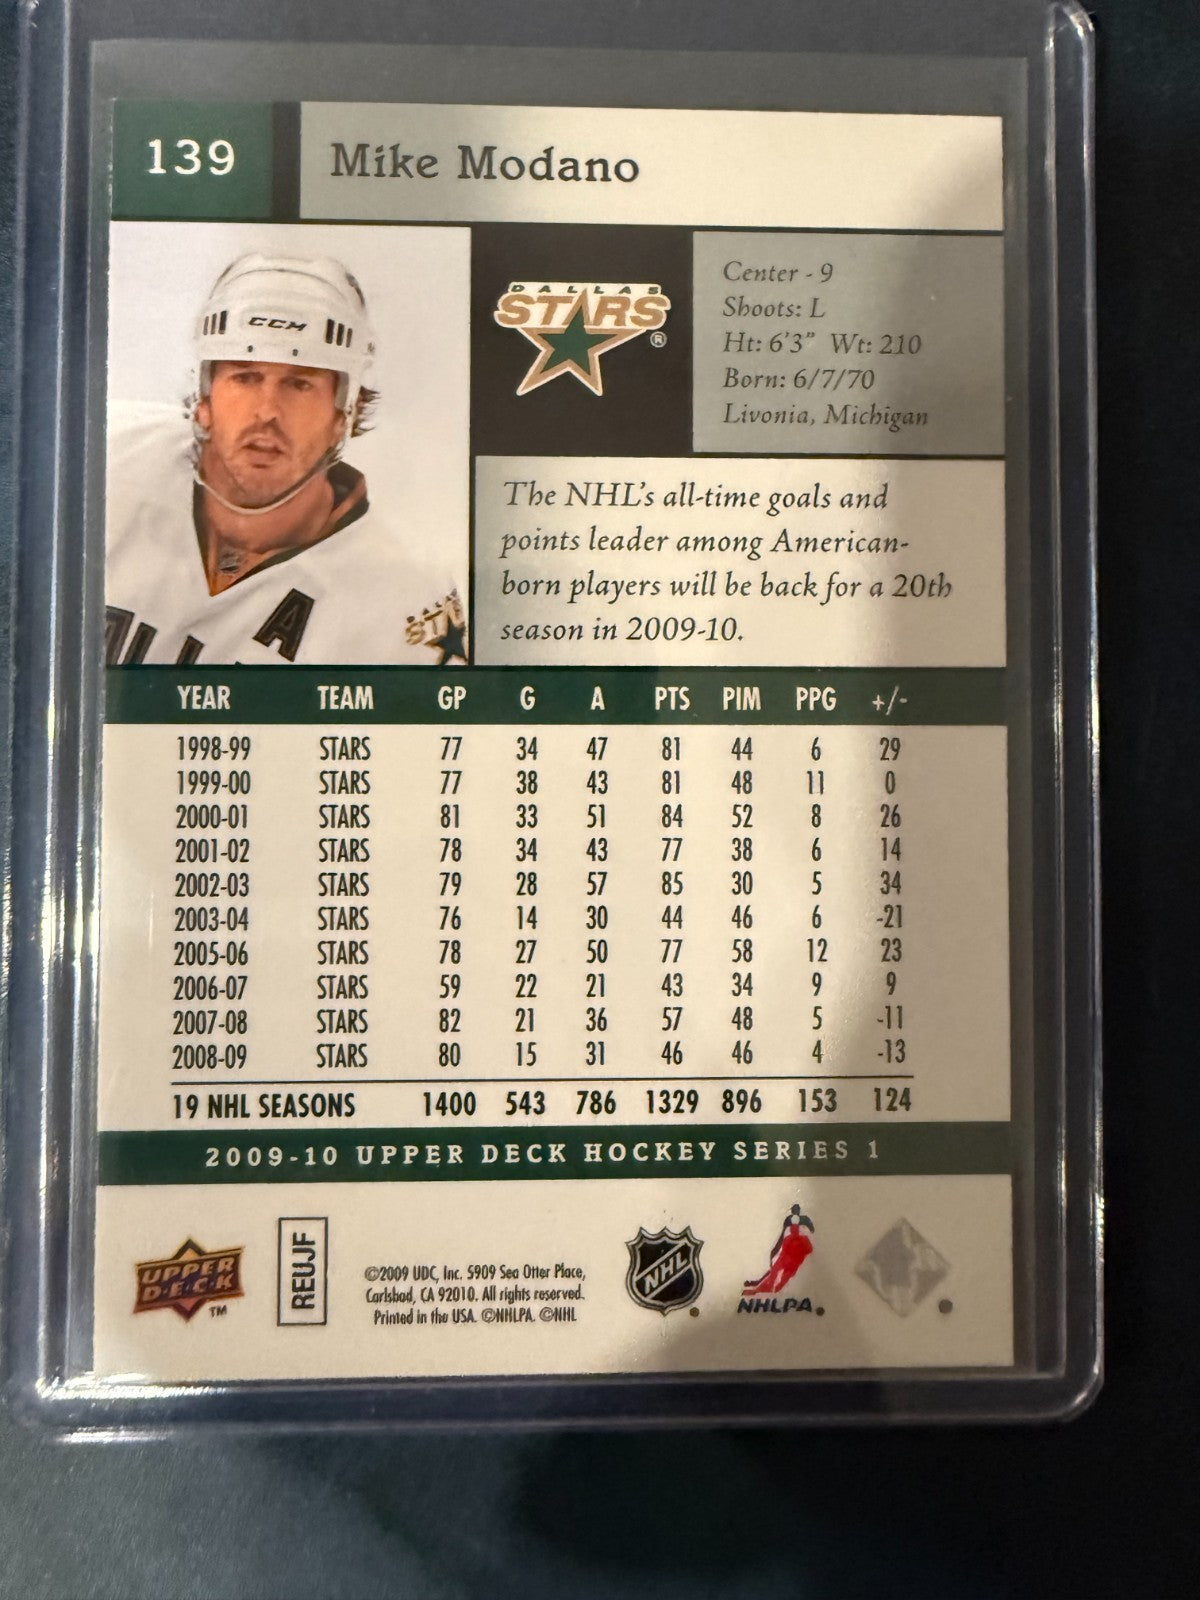 139
Mike Modano
CCM
A
STA
DALLAS
STARS®
Center - 9
Shoots: L
Ht: 6'3" Wt: 210
Born: 6/7/70
Livonia, Michigan
The NHL's all-time goals and
points leader among American-
born players will be back for a 20th
season in 2009-10.
YEAR TEAM GP G A PTS PIM PPG +/-
1998-99 STARS 77 34 47 81 44 6 29
1999-00 STARS 77 38 43 81 48 11 0
2000-01 STARS 81 33 51 84 52 8 26
2001-02 STARS 78 34 43 77 38 6 14
2002-03 STARS 79 28 57 85 30 5 34
2003-04 STARS 76 14 30 44 46 6 -21
2005-06 STARS 78 27 50 77 58 12 23
2006-07 STARS 59 22 21 43 34 9 9
2007-08 STARS 82 21 36 57 48 5 -11
2008-09 STARS 80 15 31 46 46 4 -13
19 NHL SEASONS 1400 543 786 1329 896 153 124
2009-10 UPPER DECK HOCKEY SERIES 1
UPPER
DECK
TM
REUJF
©2009 UDC, Inc. 5909 Sea Otter Place,
Carlsbad, CA 92010. All rights reserved.
Printed in the USA. ©NHLPA. ©NHL
NHL
NHLPA